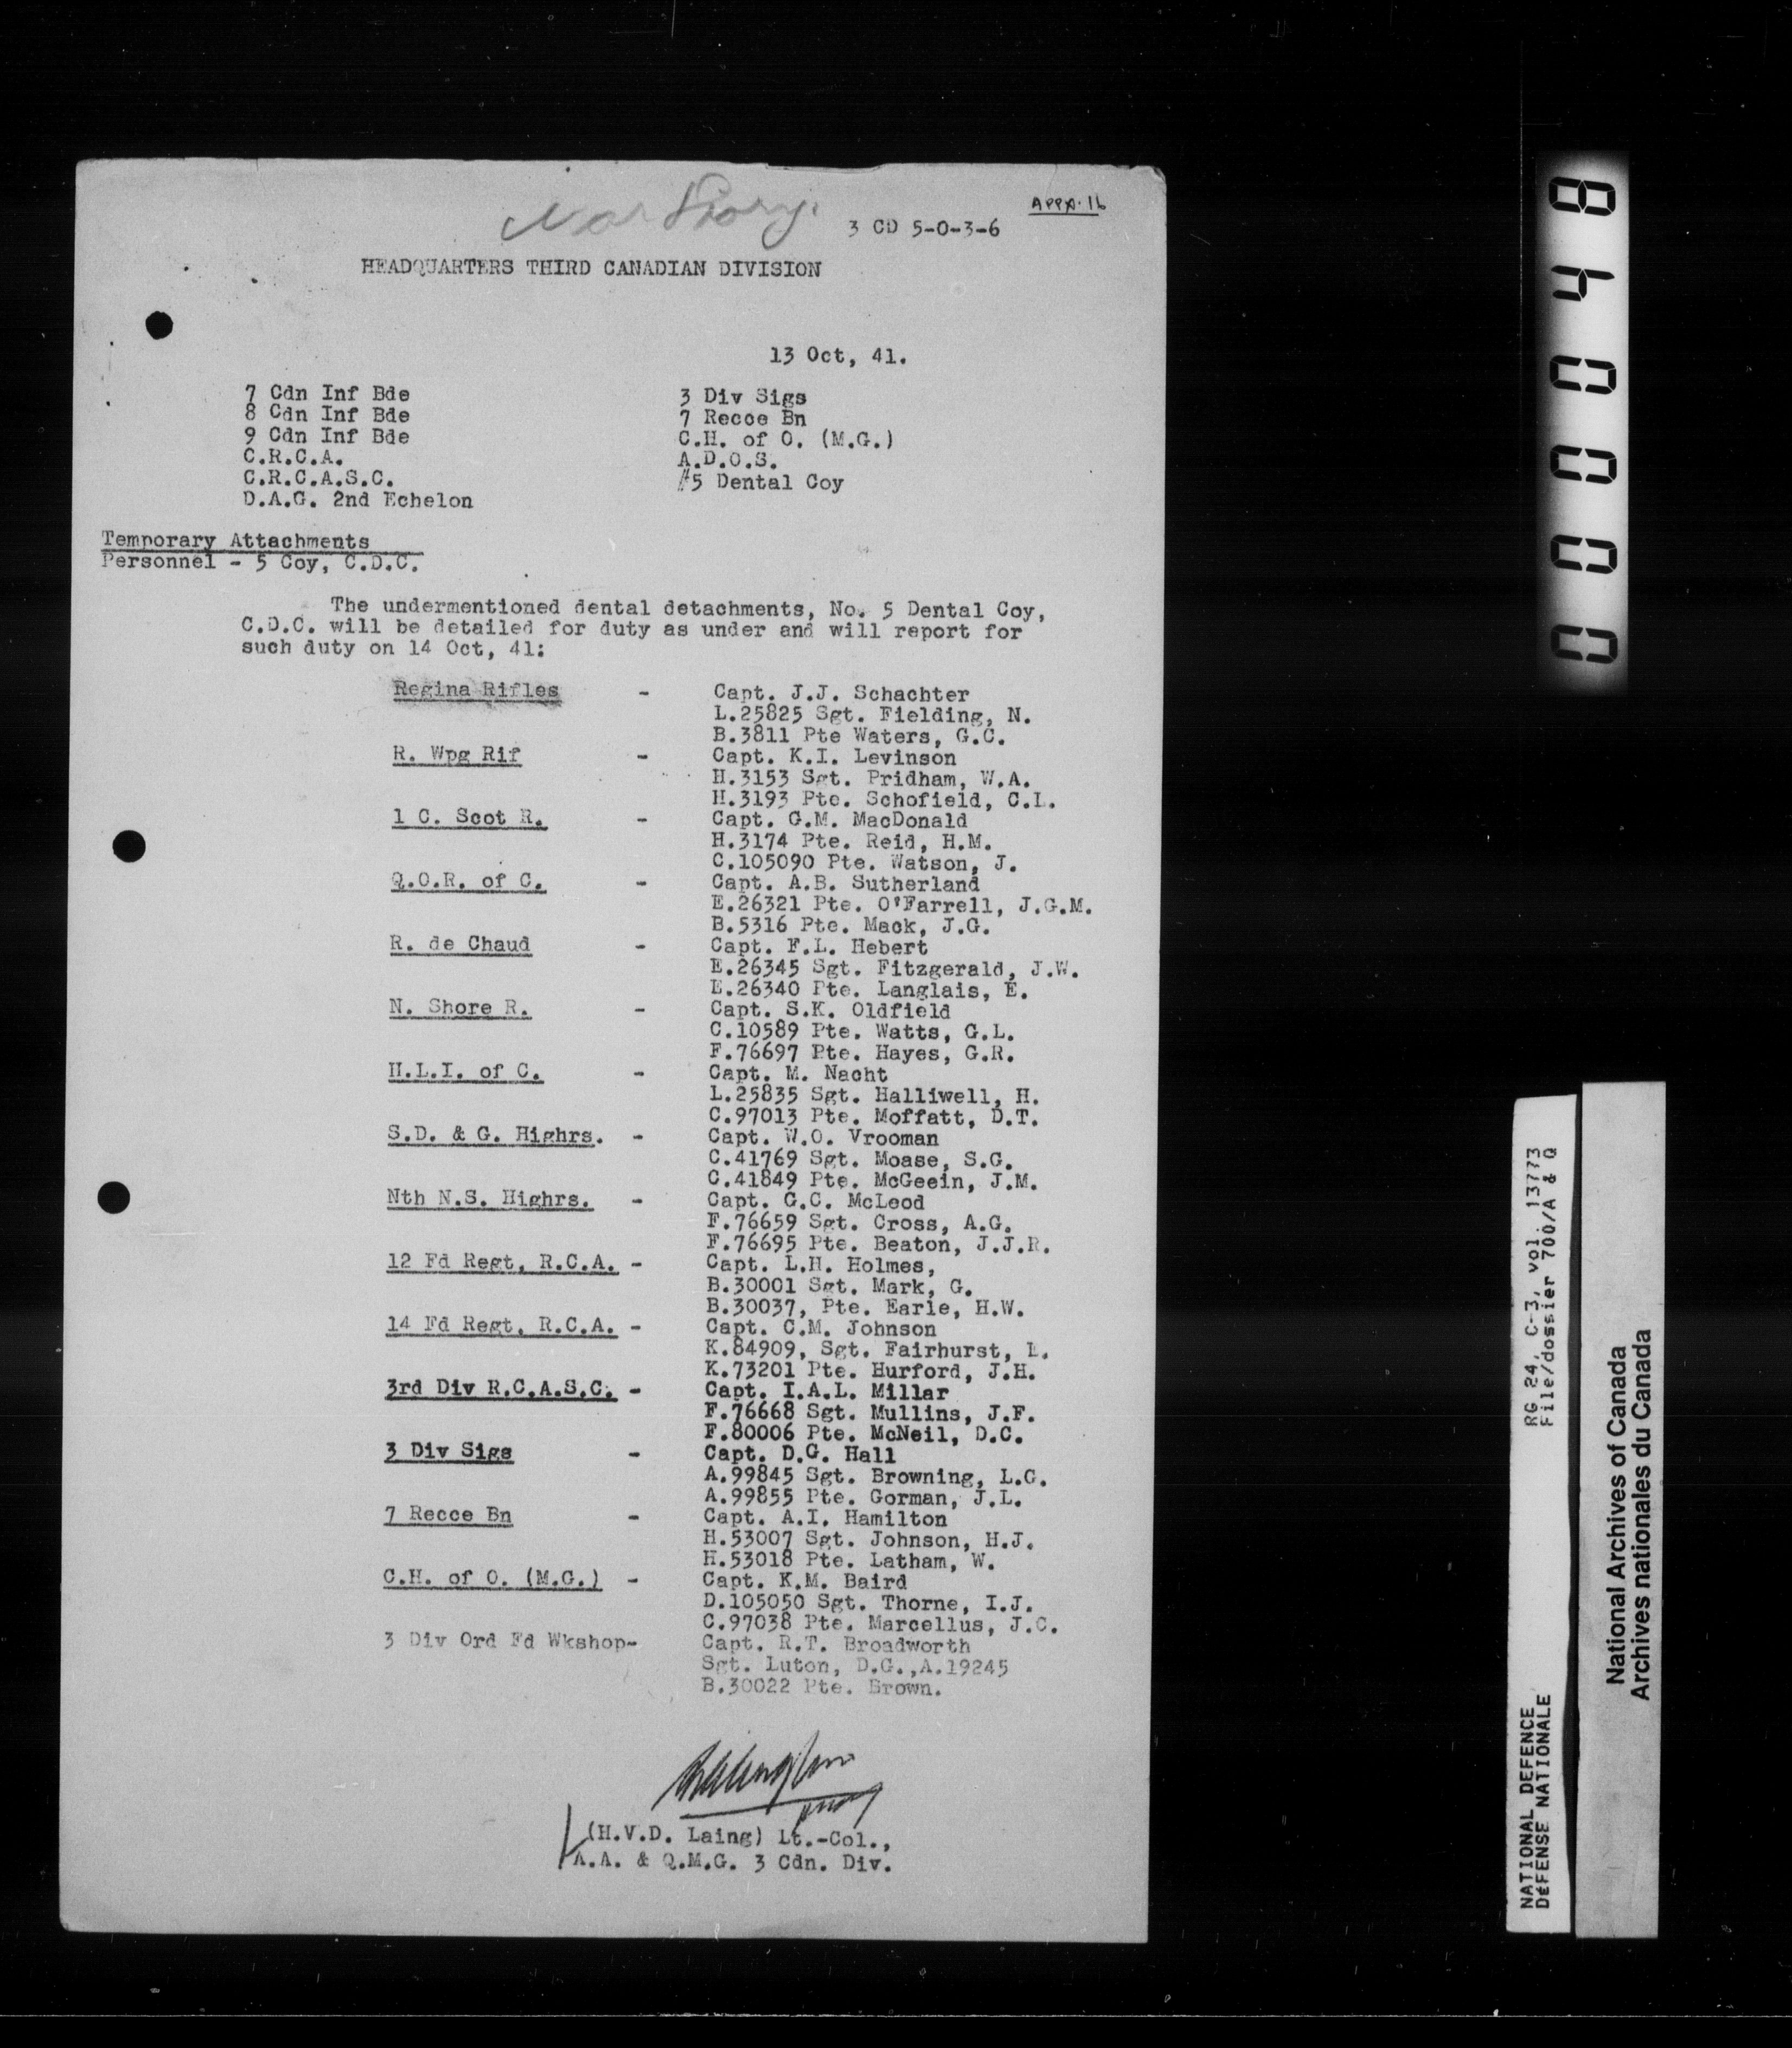 War Diary.
APPX. 16
3 CD 5-0-3-6
HEADQUARTERS THIRD CANADIAN DIVISION
13 Oct, 41.
7 Cdn Inf Bde
8 Cdn Inf Bde
9 Cdn Inf Bde
C.R.C.A.
C.R.C.A.S.C.
D.A.G. 2nd Echelon
3 Div Sigs
7 Recce Bn
C.H. of O. (M.G.)
A.D.O.S.
#5 Dental Coy
Temporary Attachments
Personnel - 5 Coy, C.D.C.
The undermentioned dental detachments, No. 5 Dental Coy,
C.D.C. will be detailed for duty as under and will report for
such duty on 14 Oct, 41:
Regina Rifles - Capt. J.J. Schachter
L.25825 Sgt. Fielding, N.
B.3811 Pte Waters, G.C.
R. Wpg Rif - Capt. K.I. Levinson
H.3153 Sgt. Pridham, W.A.
H.3193 Pte. Schofield, C.L.
1 C. Scot R. - Capt. G.M. MacDonald
H.3174 Pte. Reid, H.M.
C.105090 Pte. Watson, J.
Q.O.R. of C. - Capt. A.B. Sutherland
E.26321 Pte. O'Farrell, J.G.M.
B.5316 Pte. Mack, J.G.
R. de Chaud - Capt. F.L. Hebert
E.26345 Sgt. Fitzgerald, J.W.
E.26340 Pte. Langlais, E.
N. Shore R. - Capt. S.K. Oldfield
C.10589 Pte. Watts, G.L.
F.76697 Pte. Hayes, G.R.
H.L.I. of C. - Capt. M. Nacht
L.25835 Sgt. Halliwell, H.
C.97013 Pte. Moffatt, D.T.
S.D. & G. Highrs. - Capt. W.O. Vrooman
C.41769 Sgt. Moase, S.G.
C.41849 Pte. McGeein, J.M.
Nth N.S. Highrs. - Capt. G.C. McLeod
F.76659 Sgt. Cross, A.G.
F.76695 Pte. Beaton, J.J.R.
12 Fd Regt, R.C.A. - Capt. L.H. Holmes,
B.30001 Sgt. Mark, G.
B.30037, Pte. Earle, H.W.
14 Fd Regt, R.C.A. - Capt. C.M. Johnson
K.84909, Sgt. Fairhurst, L.
K.73201 Pte. Hurford, J.H.
3rd Div R.C.A.S.C. - Capt. I.A.L. Millar
F.76668 Sgt. Mullins, J.F.
F.80006 Pte. McNeil, D.C.
3 Div Sigs - Capt. D.G. Hall
A.99845 Sgt. Browning, L.G.
A.99855 Pte. Gorman, J.L.
7 Recce Bn - Capt. A.I. Hamilton
H.53007 Sgt. Johnson, H.J.
H.53018 Pte. Latham, W.
C.H. of O. (M.G.) - Capt. K.M. Baird
D.105050 Sgt. Thorne, I.J.
C.97038 Pte. Marcellus, J.C.
3 Div Ord Fd Wkshop- Capt. R.T. Broadworth
Sgt. Luton, D.G.,A.19245
B.30022 Pte. Brown.
(H.V.D. Laing) Lt.-Col.,
A.A. & Q.M.G. 3 Cdn. Div.
000048
NATIONAL DEFENCE RG 24, C-3, vol. 13773
DéFENSE NATIONALE File/dossier 700/A & Q
National Archives of Canada
Archives nationales du Canada